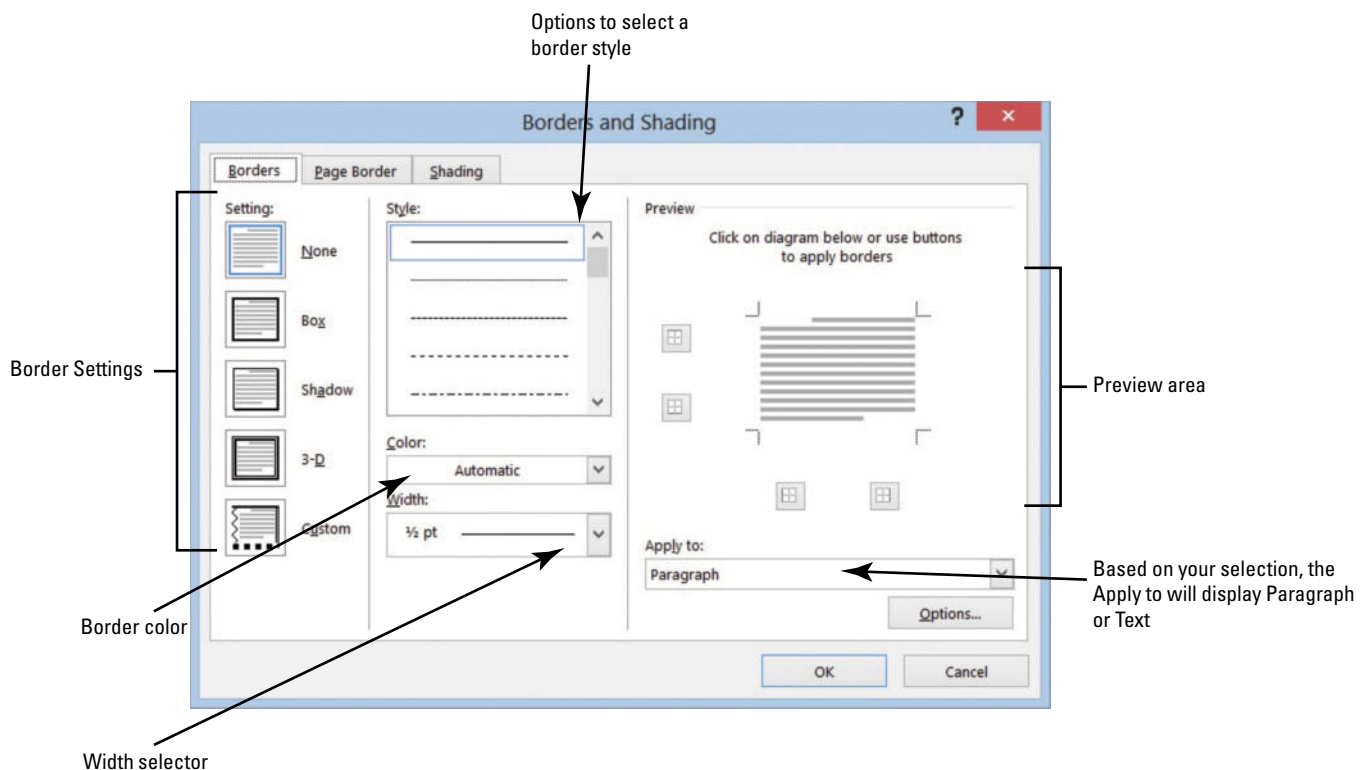 Options to select a
border style
Borders and Shading
?
×
Borders
Page Border
Shading
Setting:
None
Box
Shadow
3-D
Custom
Style:
Color:
Automatic
Width:
½ pt
Preview
Click on diagram below or use buttons
to apply borders
Apply to:
Paragraph
Options...
OK
Cancel
Border Settings
Border color
Width selector
Preview area
Based on your selection, the
Apply to will display Paragraph
or Text